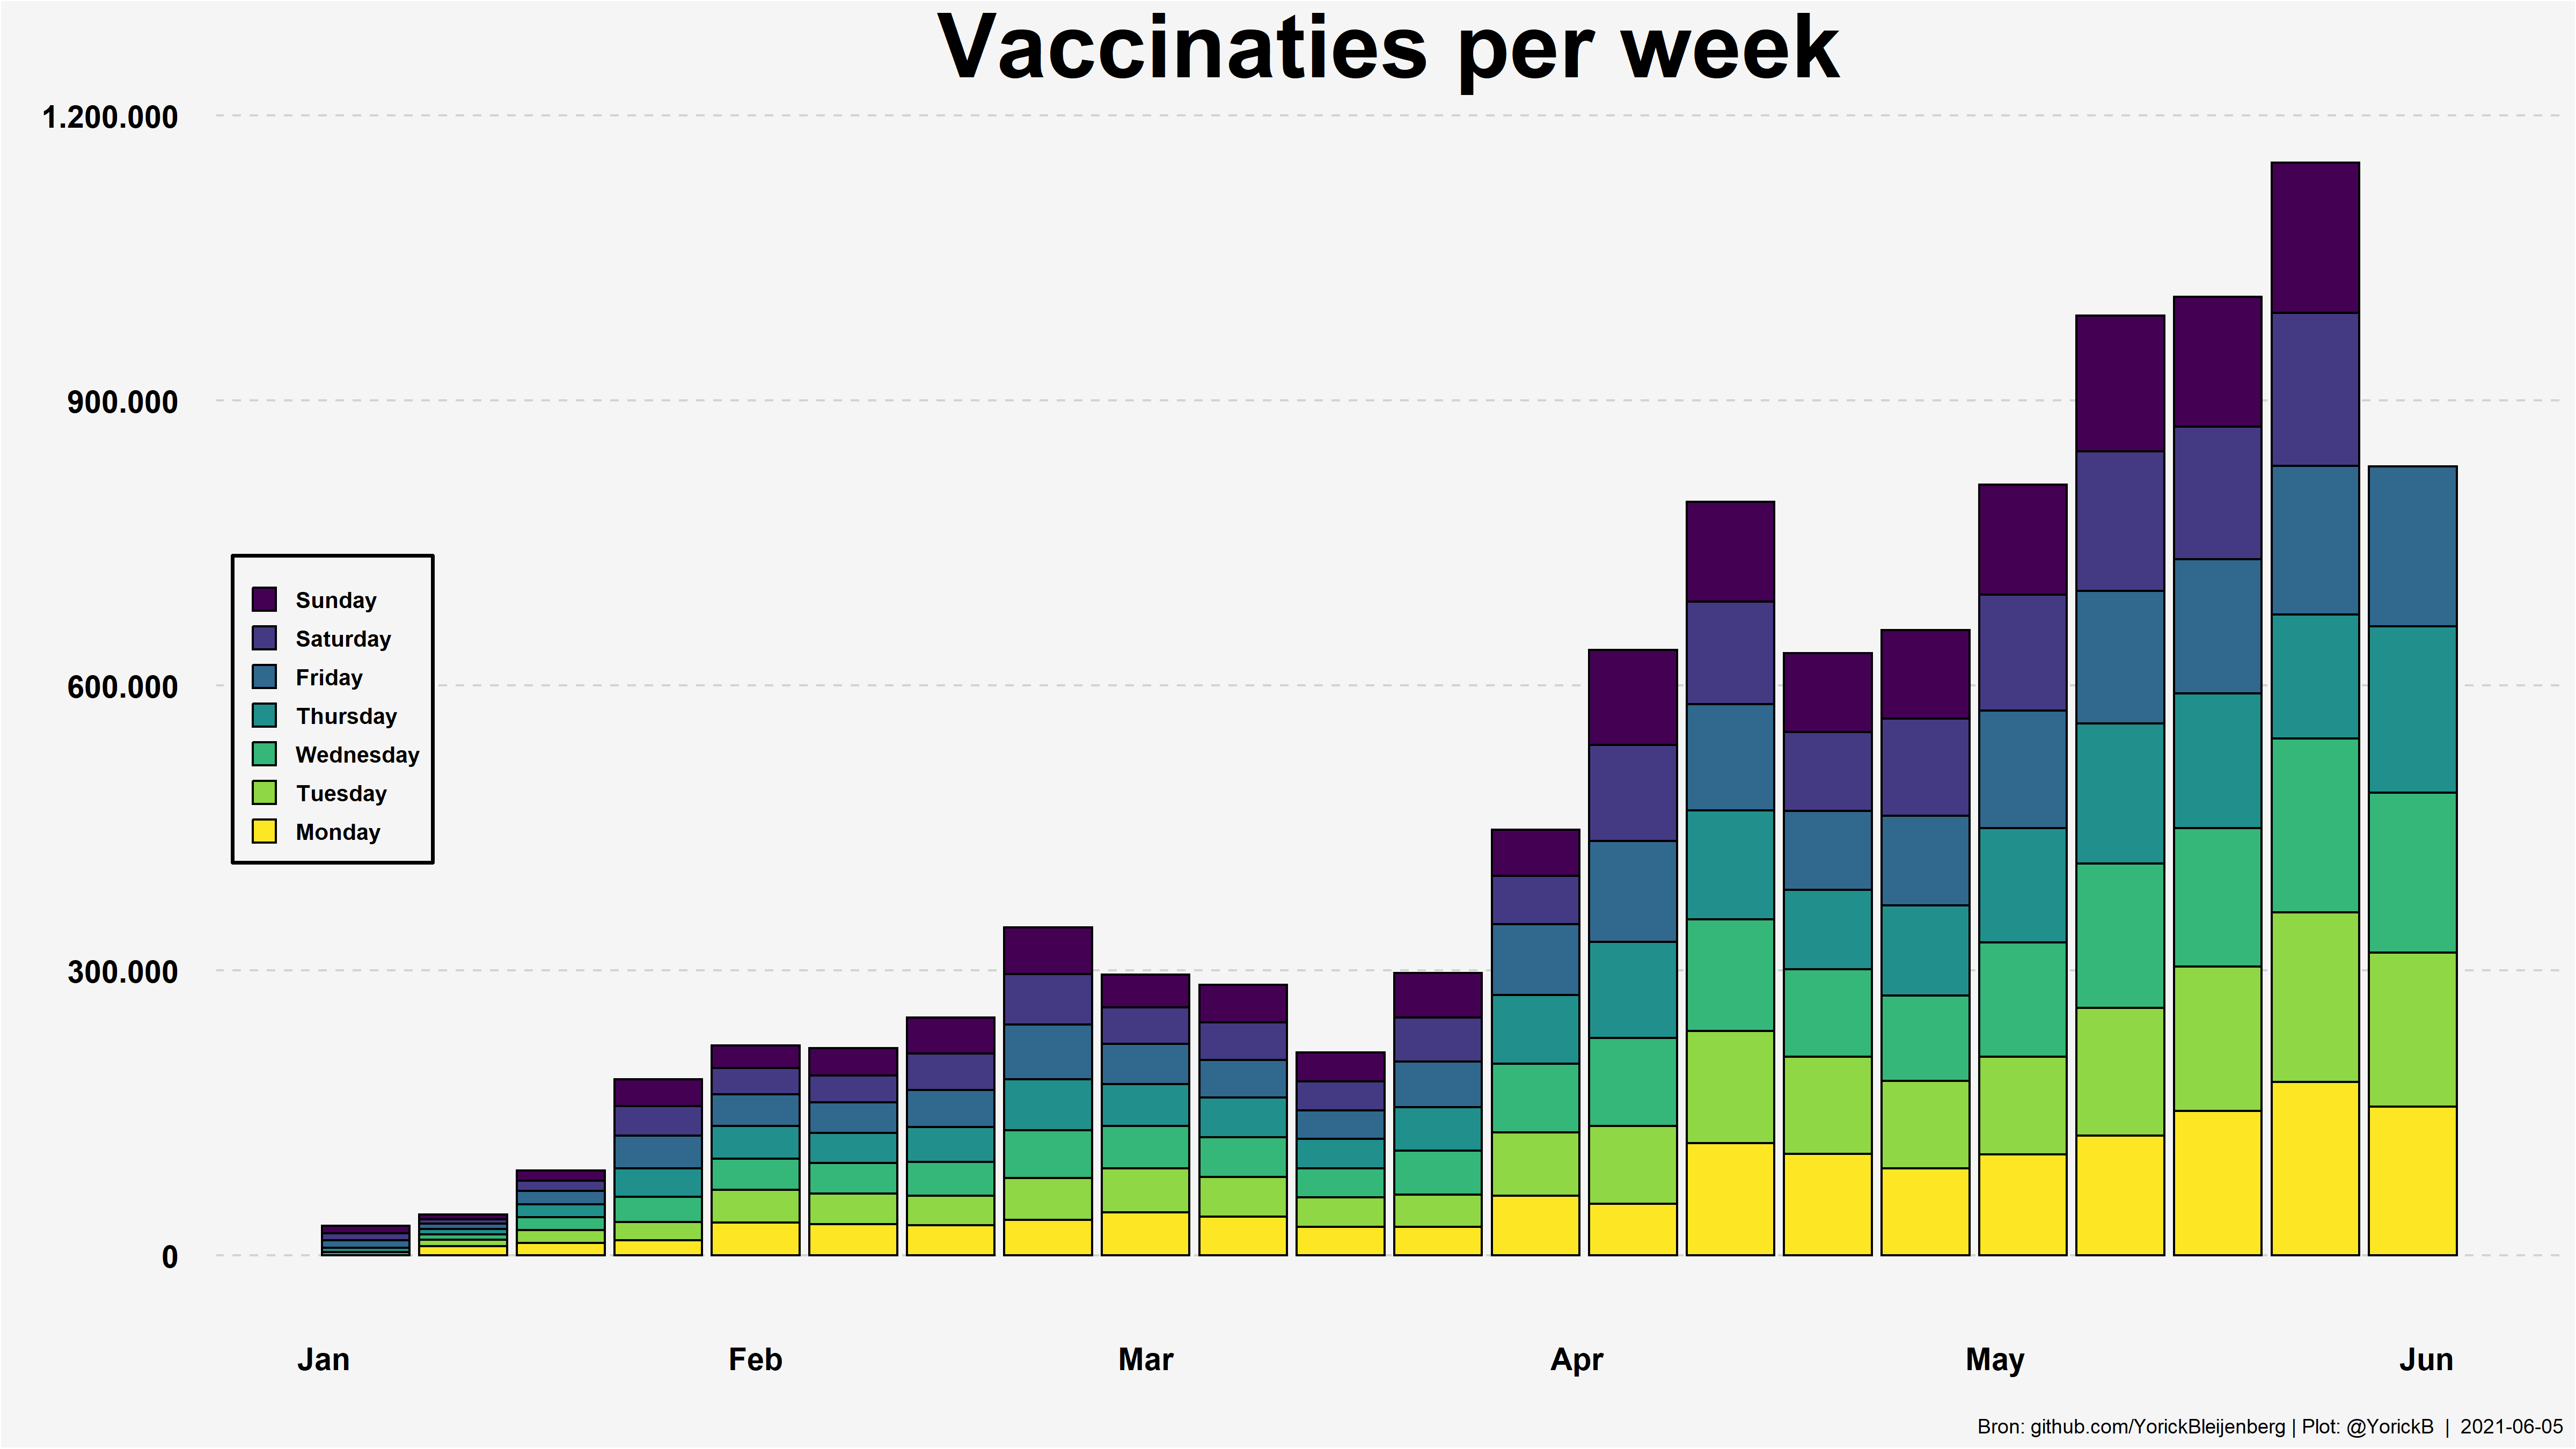 Vaccinaties per week
1.200.000
900.000
600.000
300.000
0
Sunday
Saturday
Friday
Thursday
Wednesday
Tuesday
Monday
Jan Feb Mar Apr May Jun
Bron: github.com/YorickBleijenberg | Plot: @YorickB | 2021-06-05